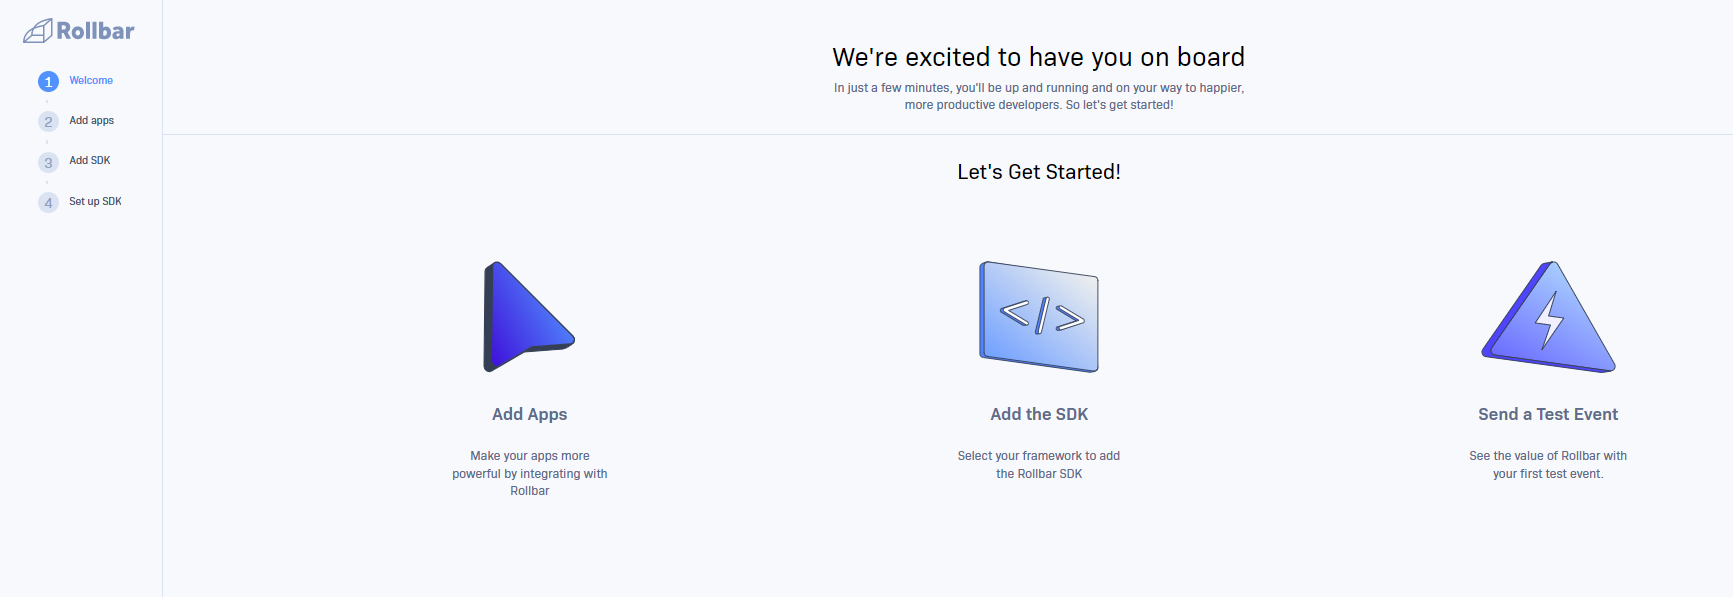 Rollbar
1 Welcome
2 Add apps
3 Add SDK
4 Set up SDK
We're excited to have you on board
In just a few minutes, you'll be up and running and on your way to happier,
more productive developers. So let's get started!
Let's Get Started!
</>
Add Apps
Make your apps more
powerful by integrating with
Rollbar
Add the SDK
Select your framework to add
the Rollbar SDK
Send a Test Event
See the value of Rollbar with
your first test event.